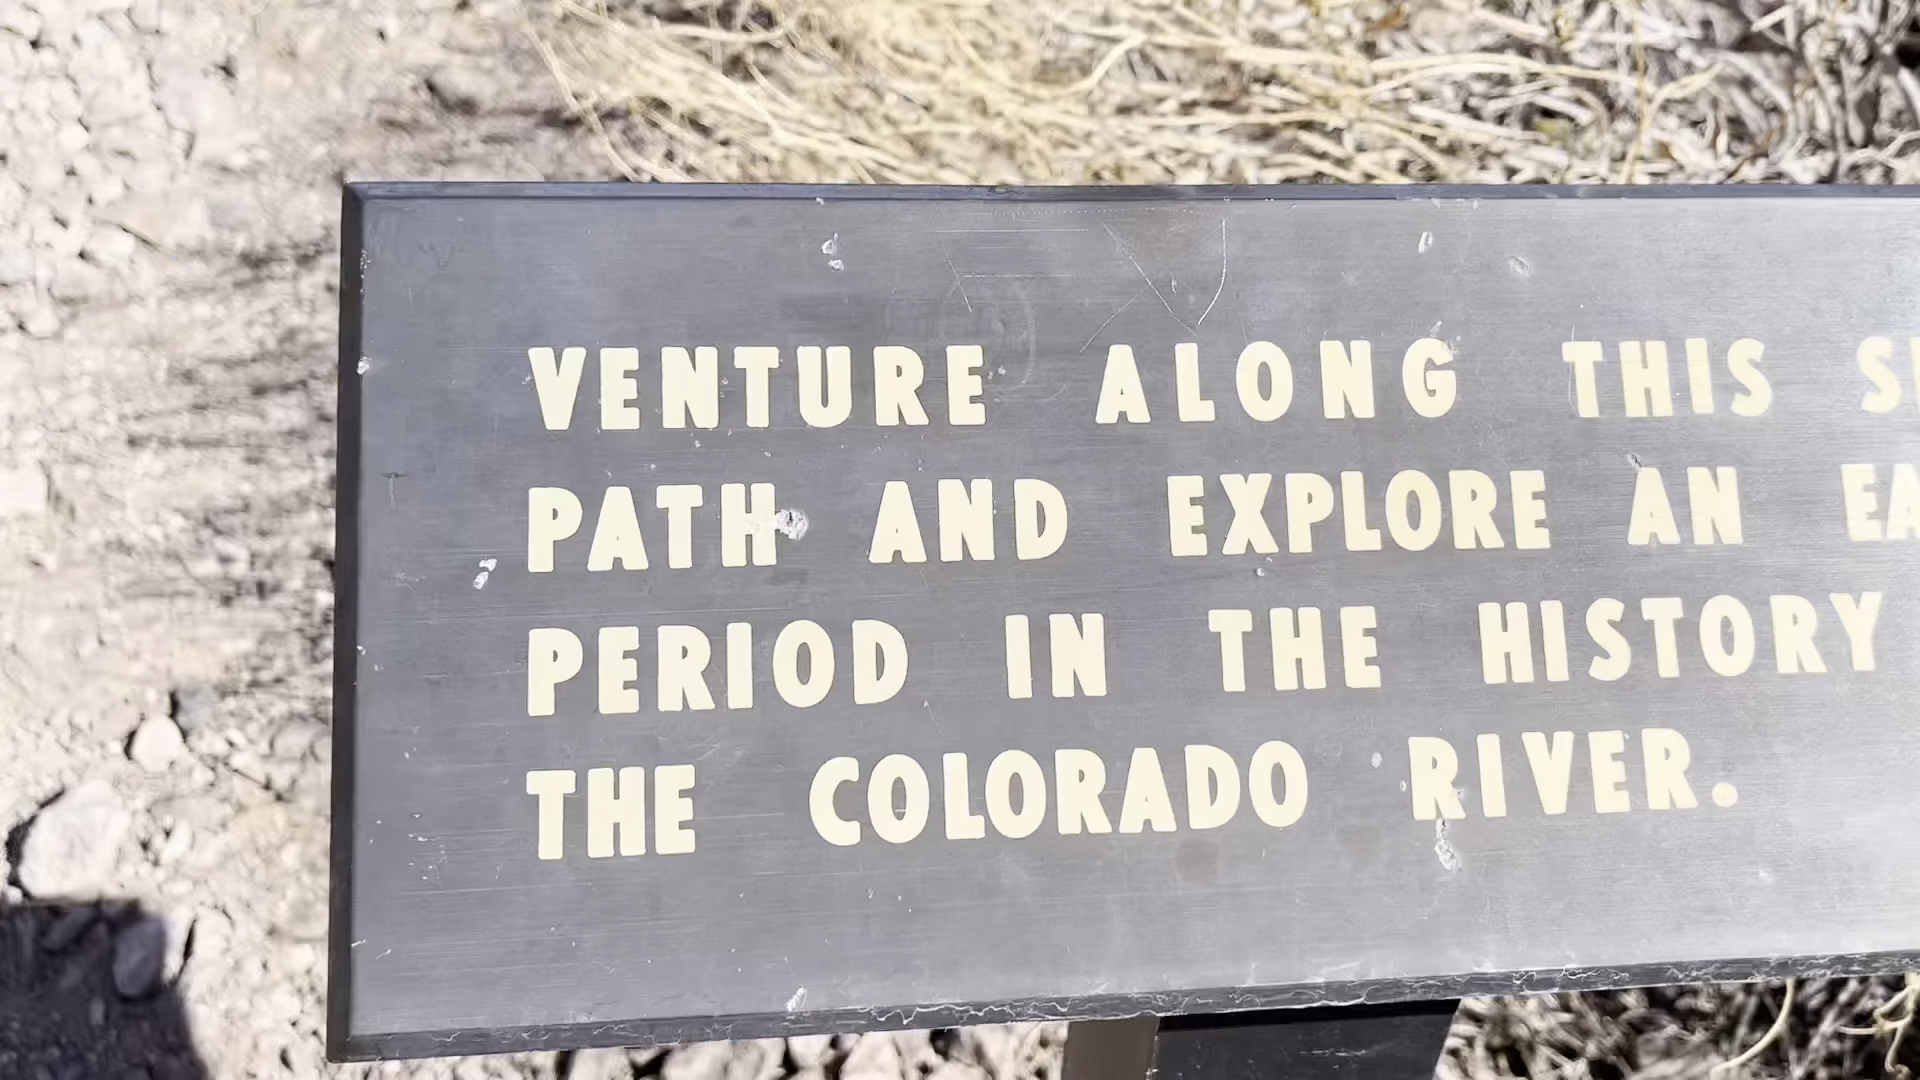 VENTURE ALONG THIS
PATH AND EXPLORE AN
PERIOD IN THE HISTORY
THE COLORADO RIVER.